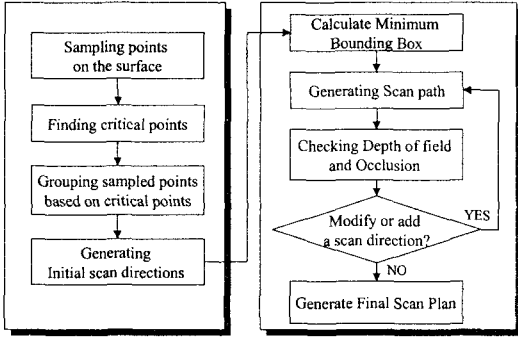 Sampling points
on the surface
Finding critical points
Grouping sampled points
based on critical points
Generating
Initial scan directions
Calculate Minimum
Bounding Box
Generating Scan path
Checking Depth of field
and Occlusion
Modify or add
a scan direction?
YES
NO
Generate Final Scan Plan